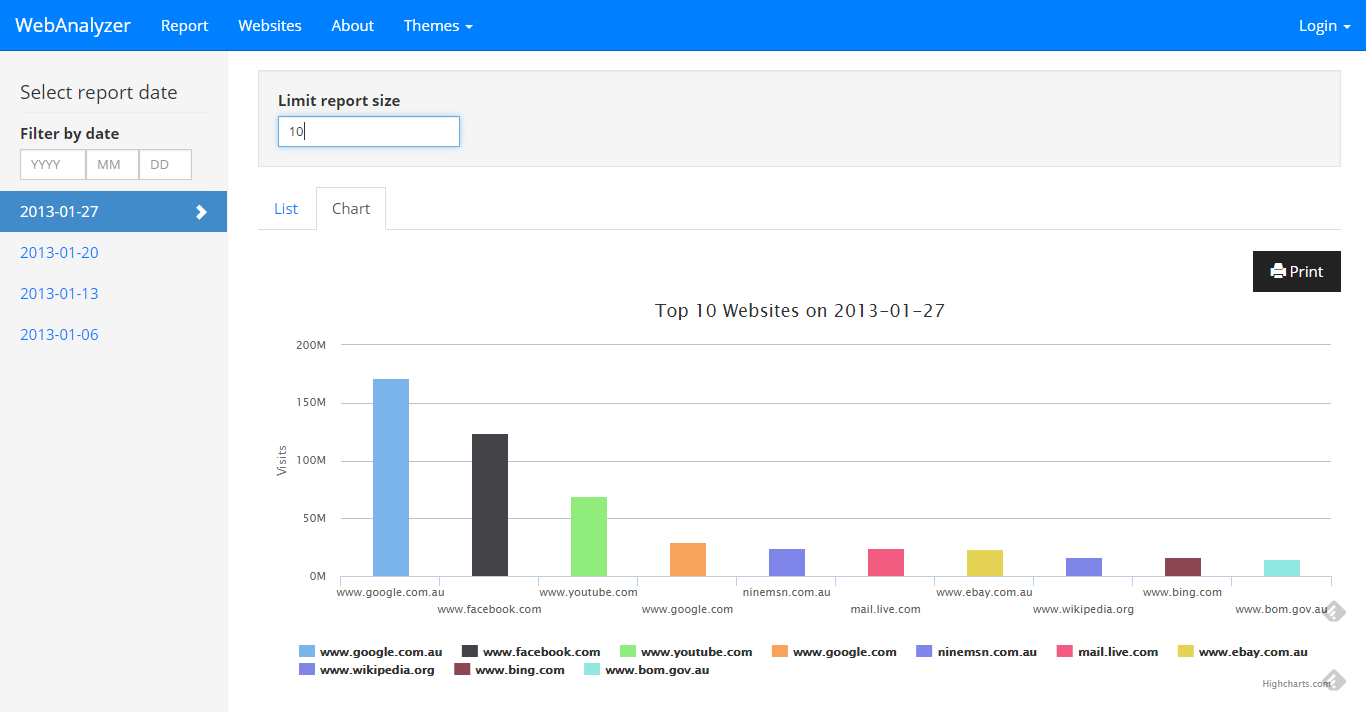 WebAnalyzer Report Websites About Themes Login
Select report date
Filter by date
YYYY MM DD
2013-01-27
2013-01-20
2013-01-13
2013-01-06
Limit report size
10
List Chart
Print
Top 10 Websites on 2013-01-27
Visits
200M
150M
100M
50M
0M
www.google.com.au www.youtube.com ninemsn.com.au www.ebay.com.au www.bing.com
www.facebook.com www.google.com mail.live.com www.wikipedia.org www.bom.gov.au
www.google.com.au www.facebook.com www.youtube.com www.google.com ninemsn.com.au mail.live.com www.ebay.com.au
www.wikipedia.org www.bing.com www.bom.gov.au
Highcharts.com